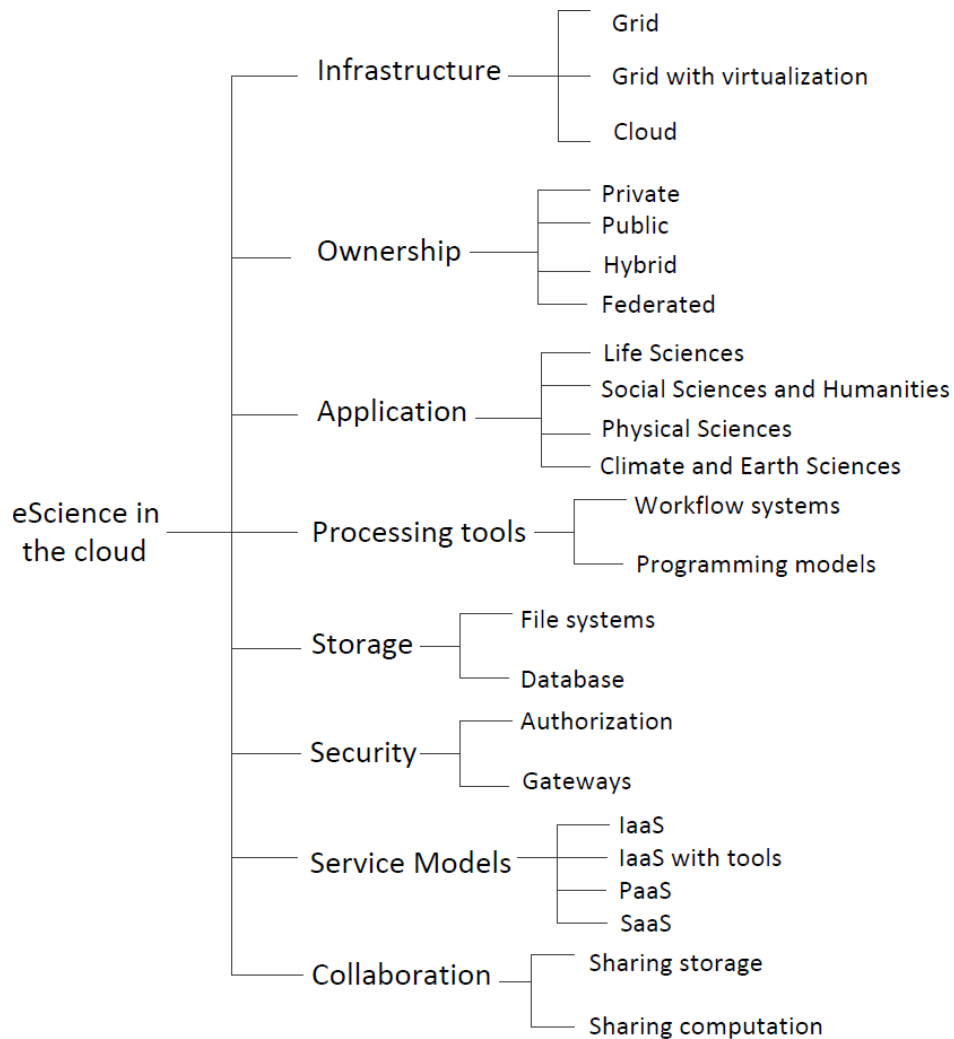 eScience in
the cloud
Infrastructure
Grid
Grid with virtualization
Cloud
Ownership
Private
Public
Hybrid
Federated
Application
Life Sciences
Social Sciences and Humanities
Physical Sciences
Climate and Earth Sciences
Processing tools
Workflow systems
Programming models
Storage
File systems
Database
Security
Authorization
Gateways
Service Models
IaaS
IaaS with tools
PaaS
SaaS
Collaboration
Sharing storage
Sharing computation